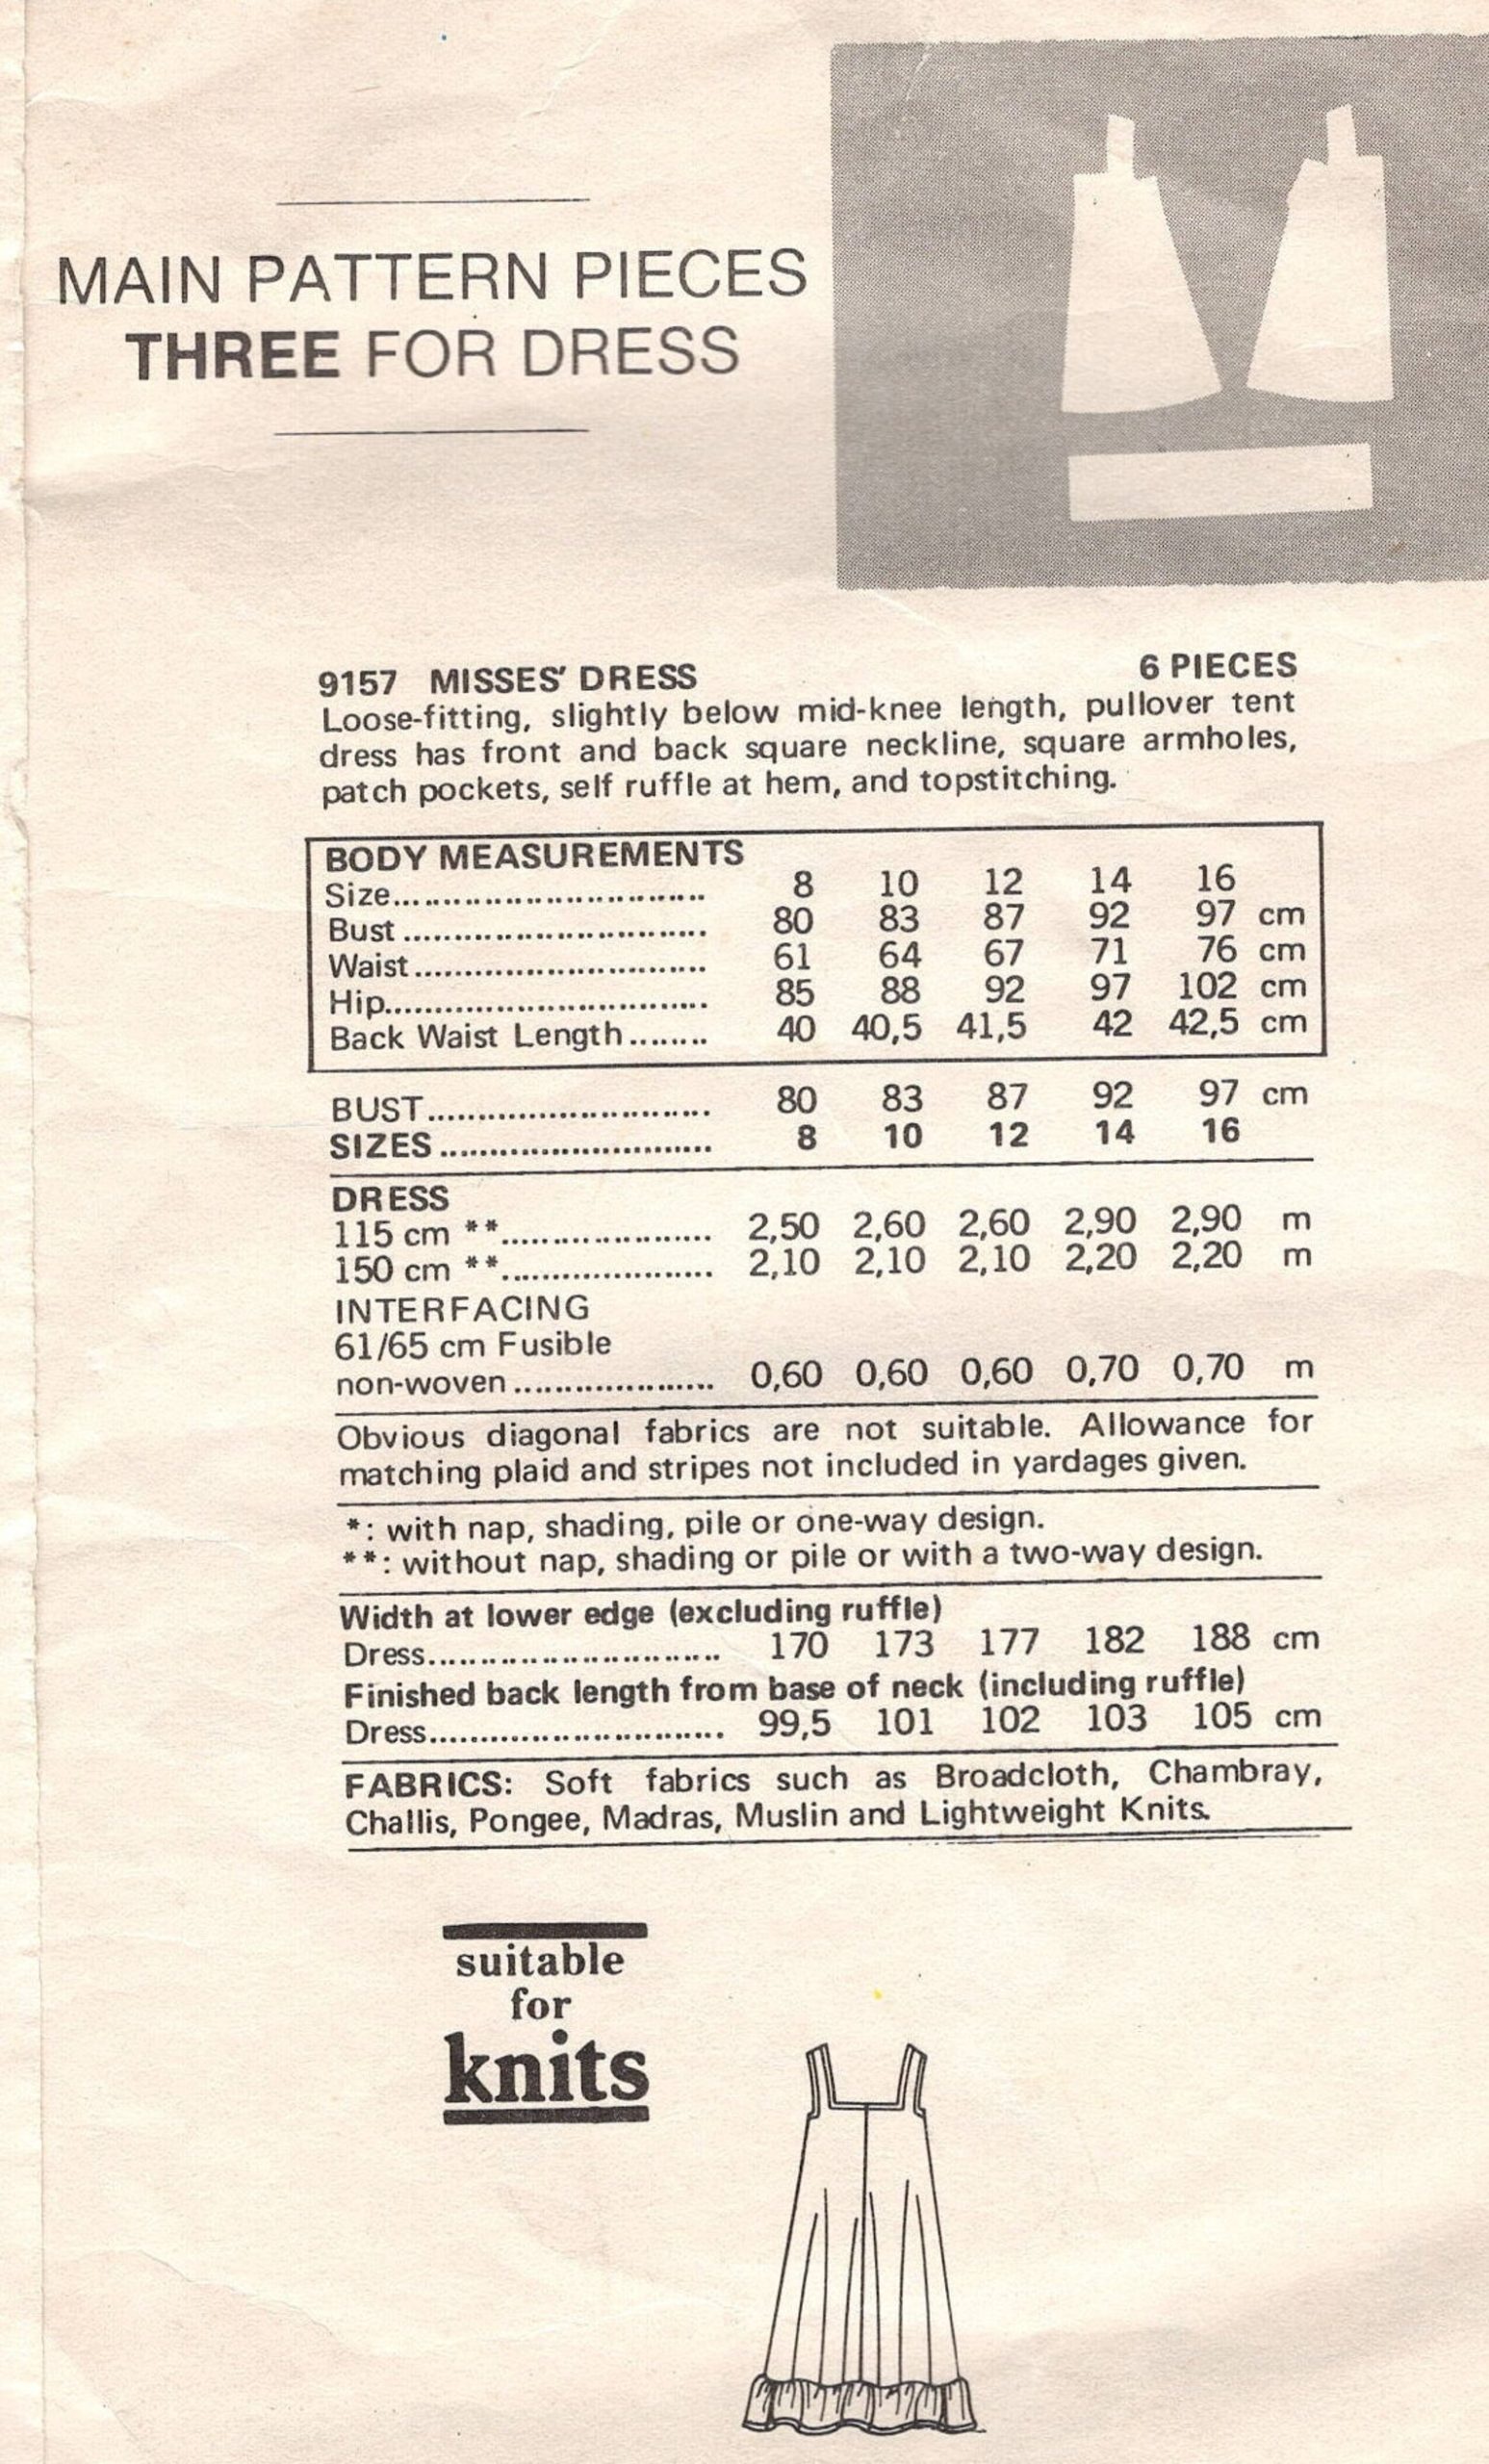 MAIN PATTERN PIECES
THREE FOR DRESS
9157 MISSES' DRESS 6 PIECES
Loose-fitting, slightly below mid-knee length, pullover tent
dress has front and back square neckline, square armholes,
patch pockets, self ruffle at hem, and topstitching.
BODY MEASUREMENTS
Size.............................. 8 10 12 14 16
Bust.............................. 80 83 87 92 97 cm
Waist............................. 61 64 67 71 76 cm
Hip............................... 85 88 92 97 102 cm
Back Waist Length........ 40 40,5 41,5 42 42,5 cm
BUST............................ 80 83 87 92 97 cm
SIZES........................... 8 10 12 14 16
DRESS
115 cm **..................... 2,50 2,60 2,60 2,90 2,90 m
150 cm **..................... 2,10 2,10 2,10 2,20 2,20 m
INTERFACING
61/65 cm Fusible
non-woven.................... 0,60 0,60 0,60 0,70 0,70 m
Obvious diagonal fabrics are not suitable. Allowance for
matching plaid and stripes not included in yardages given.
*: with nap, shading, pile or one-way design.
**: without nap, shading or pile or with a two-way design.
Width at lower edge (excluding ruffle)
Dress............................ 170 173 177 182 188 cm
Finished back length from base of neck (including ruffle)
Dress............................ 99,5 101 102 103 105 cm
FABRICS: Soft fabrics such as Broadcloth, Chambray,
Challis, Pongee, Madras, Muslin and Lightweight Knits.
suitable
for
knits